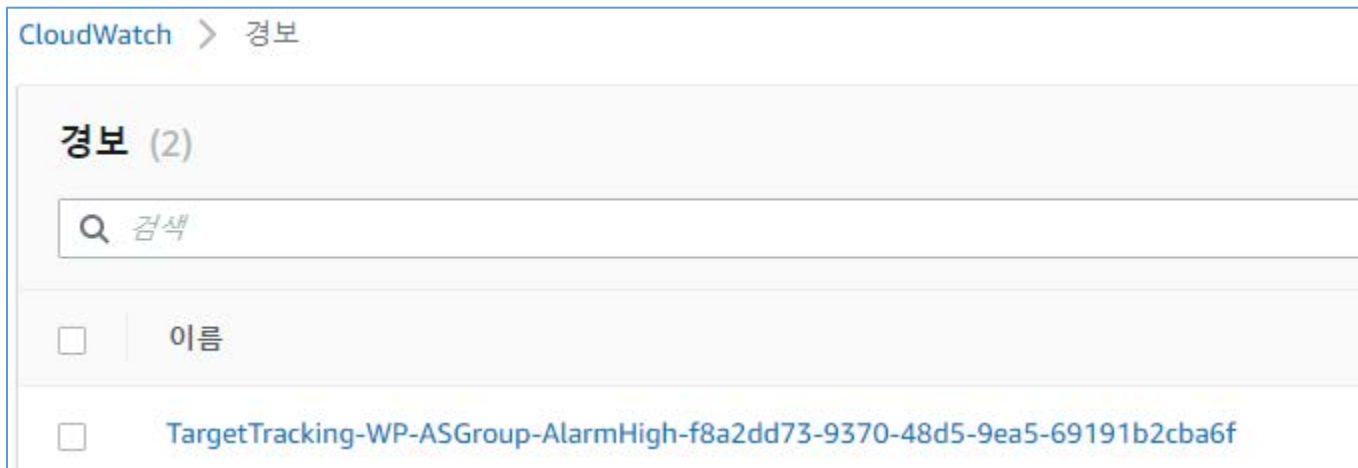 CloudWatch > 경보
경보 (2)
검색
이름
TargetTracking-WP-ASGroup-AlarmHigh-f8a2dd73-9370-48d5-9ea5-69191b2cba6f